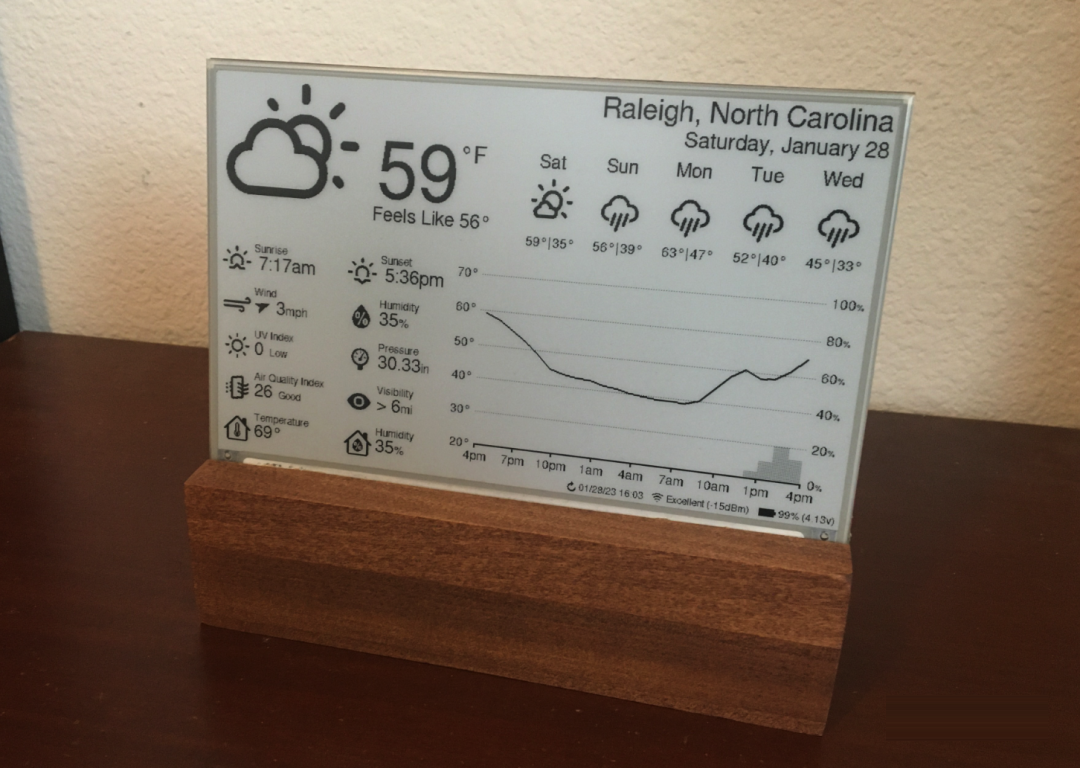 Raleigh, North Carolina
Saturday, January 28
59°F
Feels Like 56°
Sat Sun Mon Tue Wed
59°|35° 56°|39° 63°|47° 52°|40° 45°|33°
Sunrise
7:17am
Sunset
5:36pm
Wind
3mph
Humidity
35%
UV Index
0 Low
Pressure
30.33in
Air Quality Index
26 Good
Visibility
> 6mi
Temperature
69°
Humidity
35%
70°
60°
50°
40°
30°
20°
100%
80%
60%
40%
20%
0%
4pm 7pm 10pm 1am 4am 7am 10am 1pm 4pm
01/28/23 16:03 Excellent (-15dBm) 99% (4.13v)